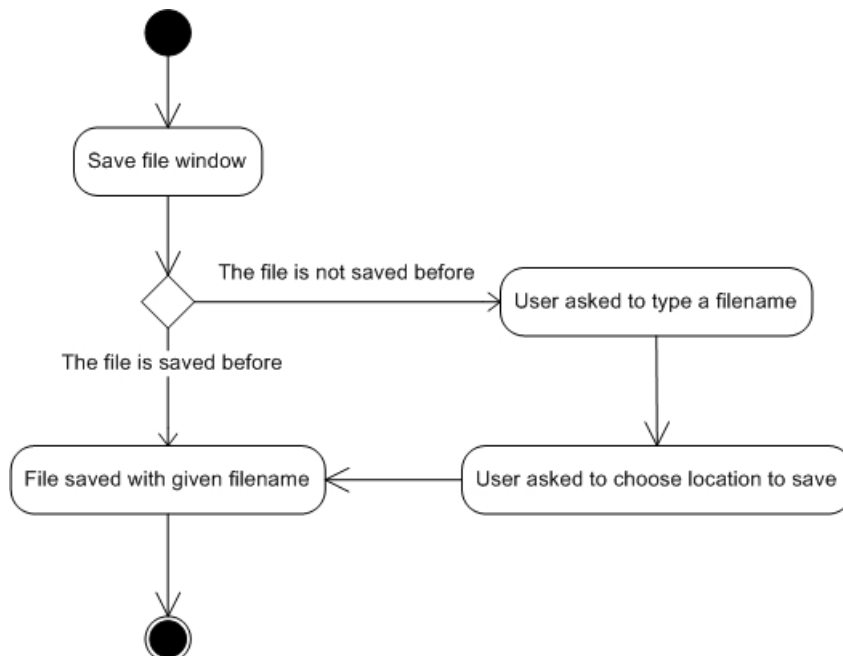 Save file window
The file is not saved before
User asked to type a filename
The file is saved before
File saved with given filename
User asked to choose location to save